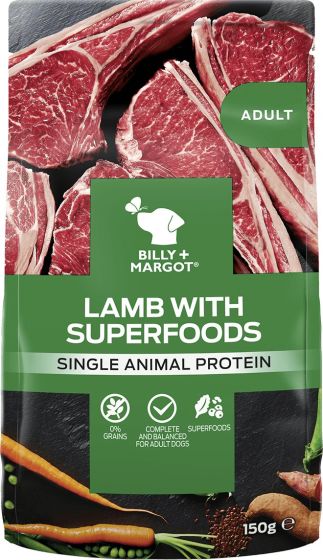 ADULT
BILLY +
MARGOT®
LAMB WITH
SUPERFOODS
SINGLE ANIMAL PROTEIN
0%
GRAINS
COMPLETE
AND BALANCED
FOR ADULT DOGS
SUPERFOODS
150g e